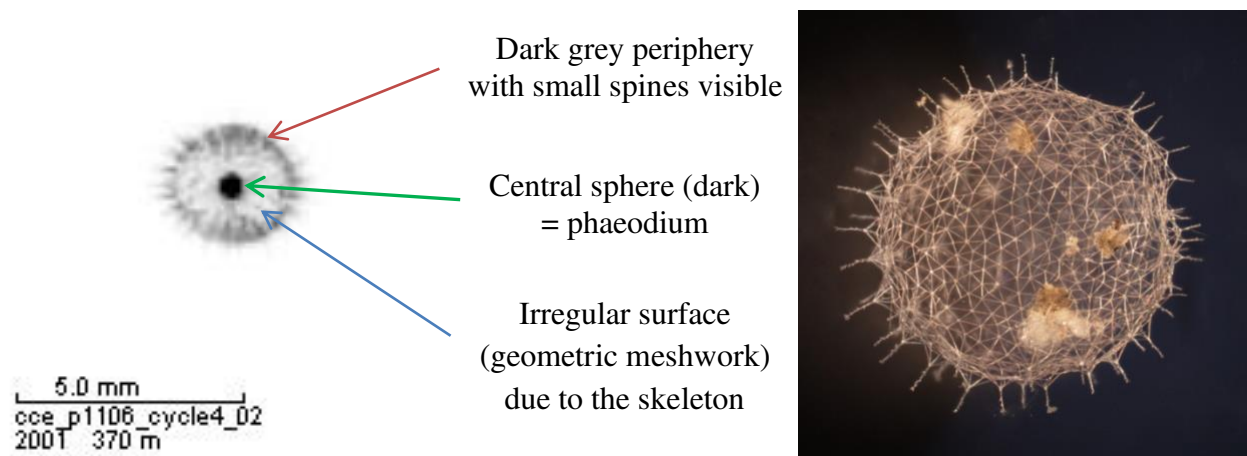 Dark grey periphery
with small spines visible
Central sphere (dark)
= phaeodium
Irregular surface
(geometric meshwork)
due to the skeleton
5.0 mm
cce_p1106_cycle4_02
2001 370 m